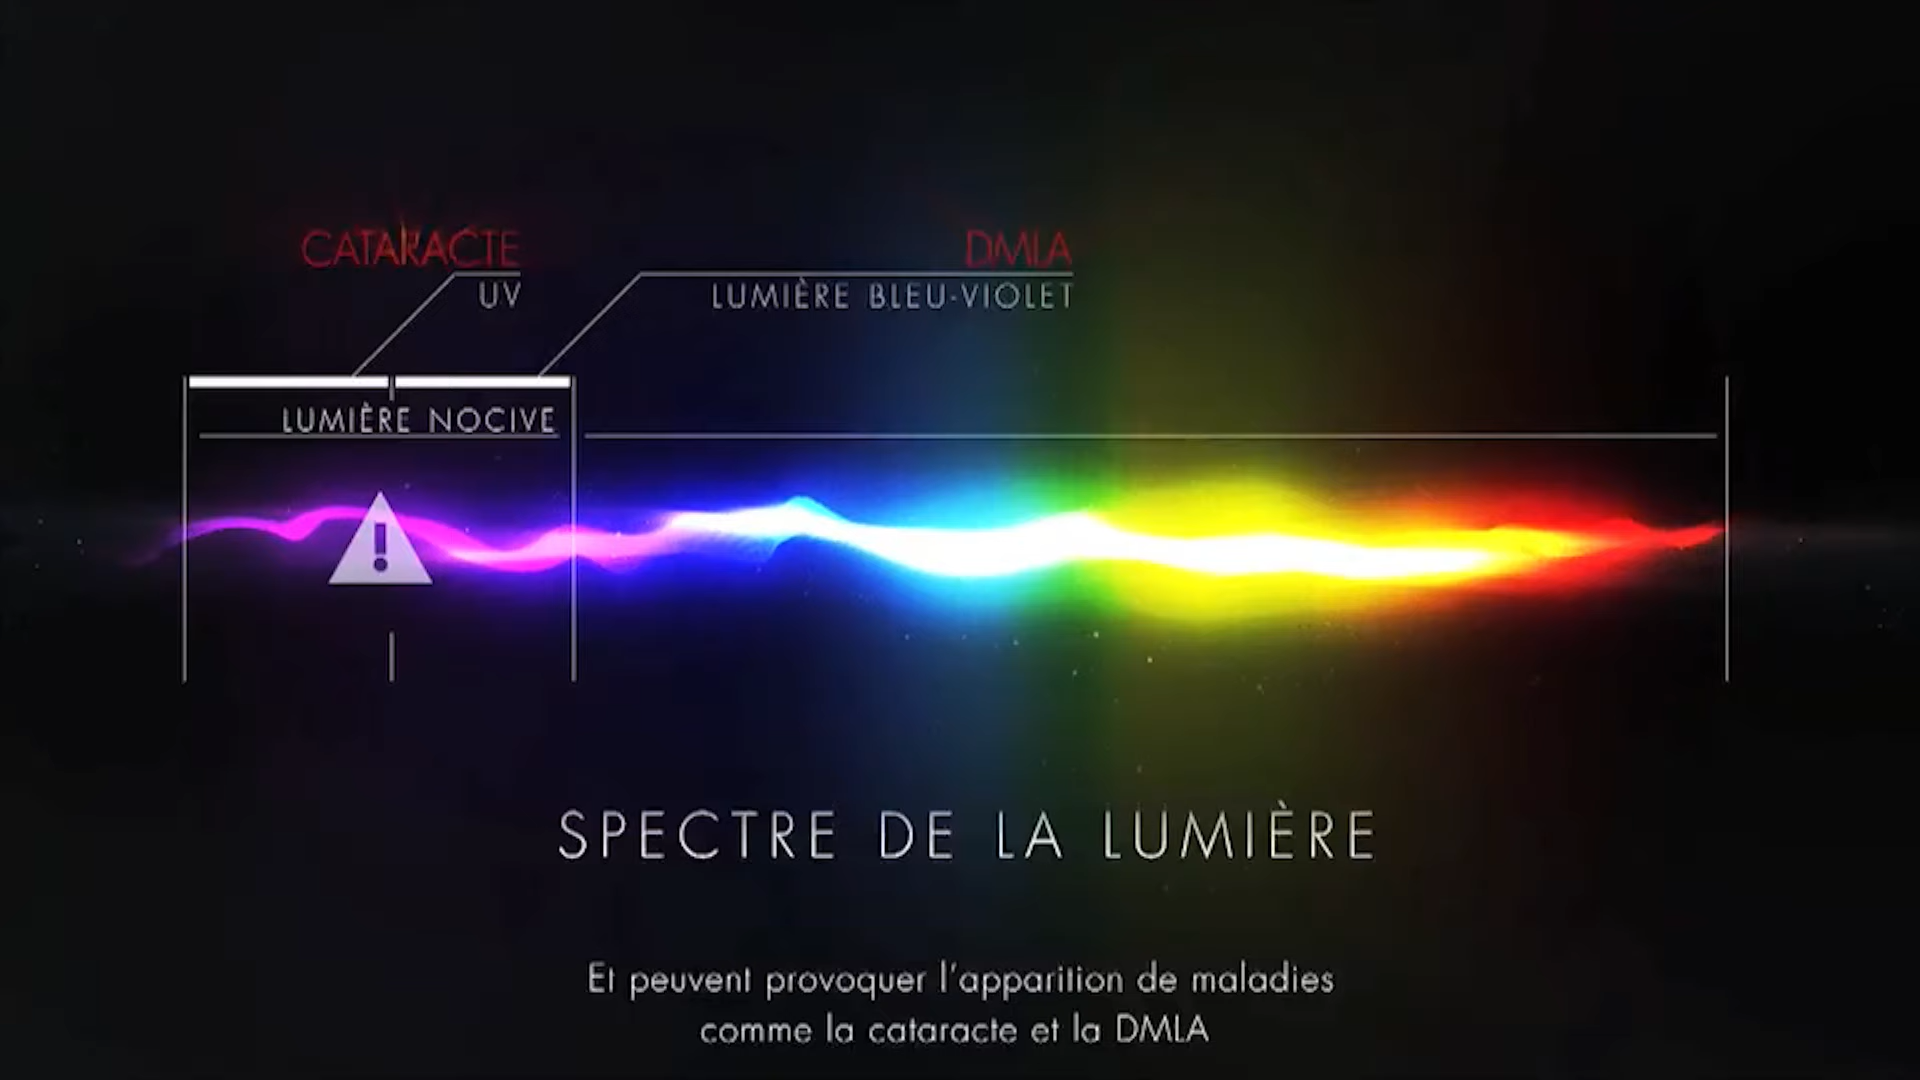 CATARACTE
UV
DMLA
LUMIÈRE BLEU-VIOLET
LUMIÈRE NOCIVE
SPECTRE DE LA LUMIÈRE
Et peuvent provoquer l'apparition de maladies
comme la cataracte et la DMLA